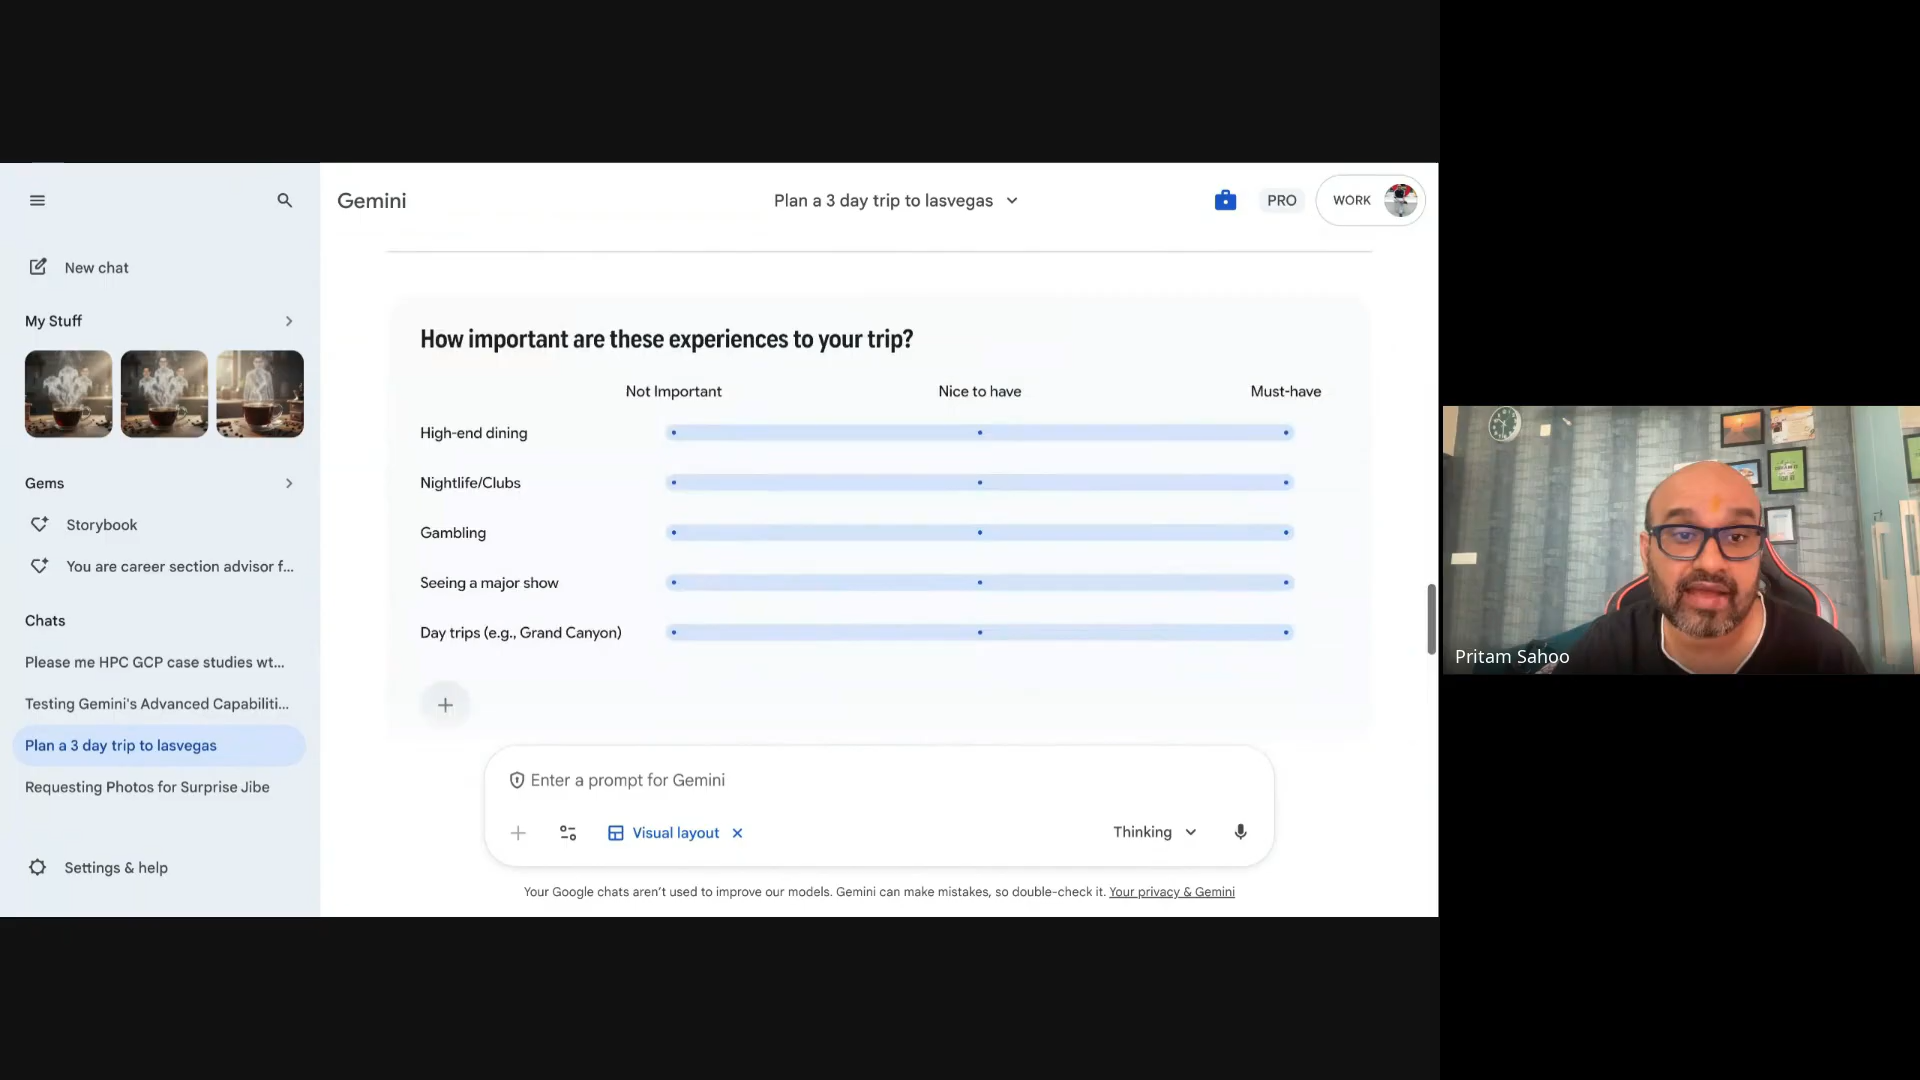 Gemini
Plan a 3 day trip to lasvegas
PRO
WORK
New chat
My Stuff
Gems
Storybook
You are career section advisor f...
Chats
Please me HPC GCP case studies wt...
Testing Gemini's Advanced Capabiliti...
Plan a 3 day trip to lasvegas
Requesting Photos for Surprise Jibe
Settings & help
How important are these experiences to your trip?
Not Important Nice to have Must-have
High-end dining
Nightlife/Clubs
Gambling
Seeing a major show
Day trips (e.g., Grand Canyon)
Enter a prompt for Gemini
Visual layout
Thinking
Your Google chats aren't used to improve our models. Gemini can make mistakes, so double-check it. Your privacy & Gemini
Pritam Sahoo